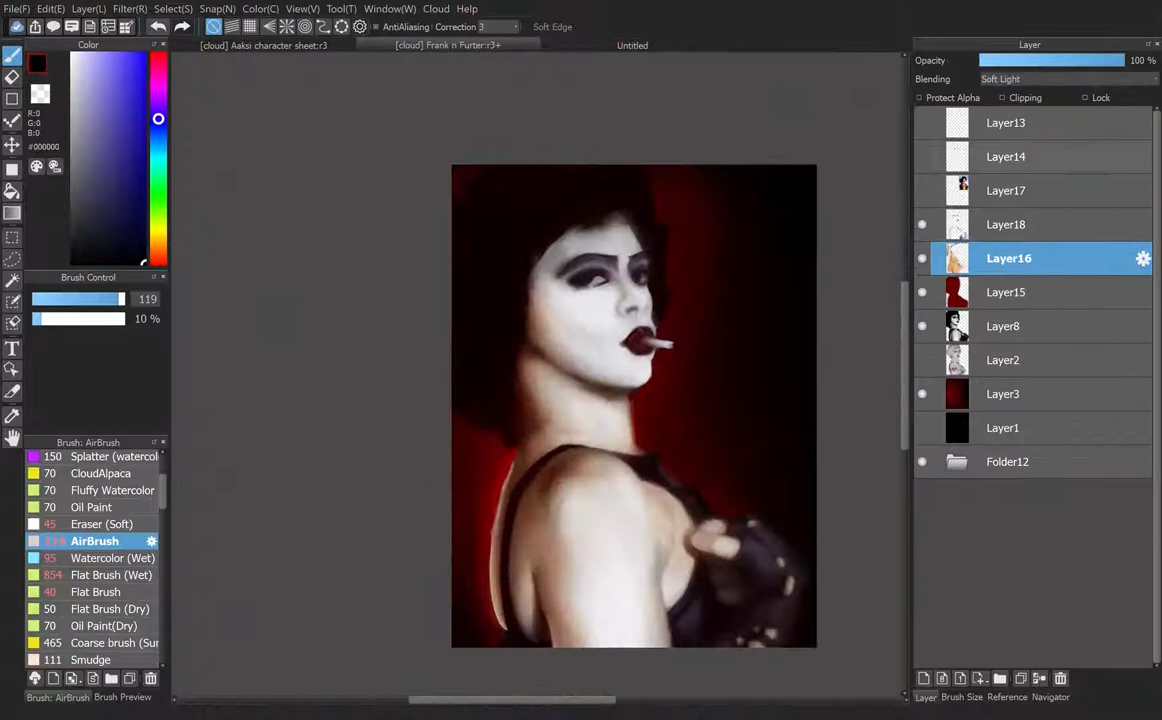 File(F) Edit(E) Layer(L) Filter(R) Select(S) Snap(N) Color(C) View(V) Tool(T) Window(W) Cloud Help
AntiAliasing Correction 3 Soft Edge
Color
[cloud] Aaksi character sheet:r3
[cloud] Frank n Furter:r3+
Untitled
R:0
G:0
B:0
#000000
Brush Control
119
10 %
Brush: AirBrush
150 Splatter (watercol
70 CloudAlpaca
70 Fluffy Watercolor
70 Oil Paint
45 Eraser (Soft)
119 AirBrush
95 Watercolor (Wet)
854 Flat Brush (Wet)
40 Flat Brush
50 Flat Brush (Dry)
70 Oil Paint(Dry)
465 Coarse brush (Sur
111 Smudge
Brush: AirBrush Brush Preview
Layer
Opacity 100 %
Blending Soft Light
Protect Alpha Clipping Lock
Layer13
Layer14
Layer17
Layer18
Layer16
Layer15
Layer8
Layer2
Layer3
Layer1
Folder12
Layer Brush Size Reference Navigator